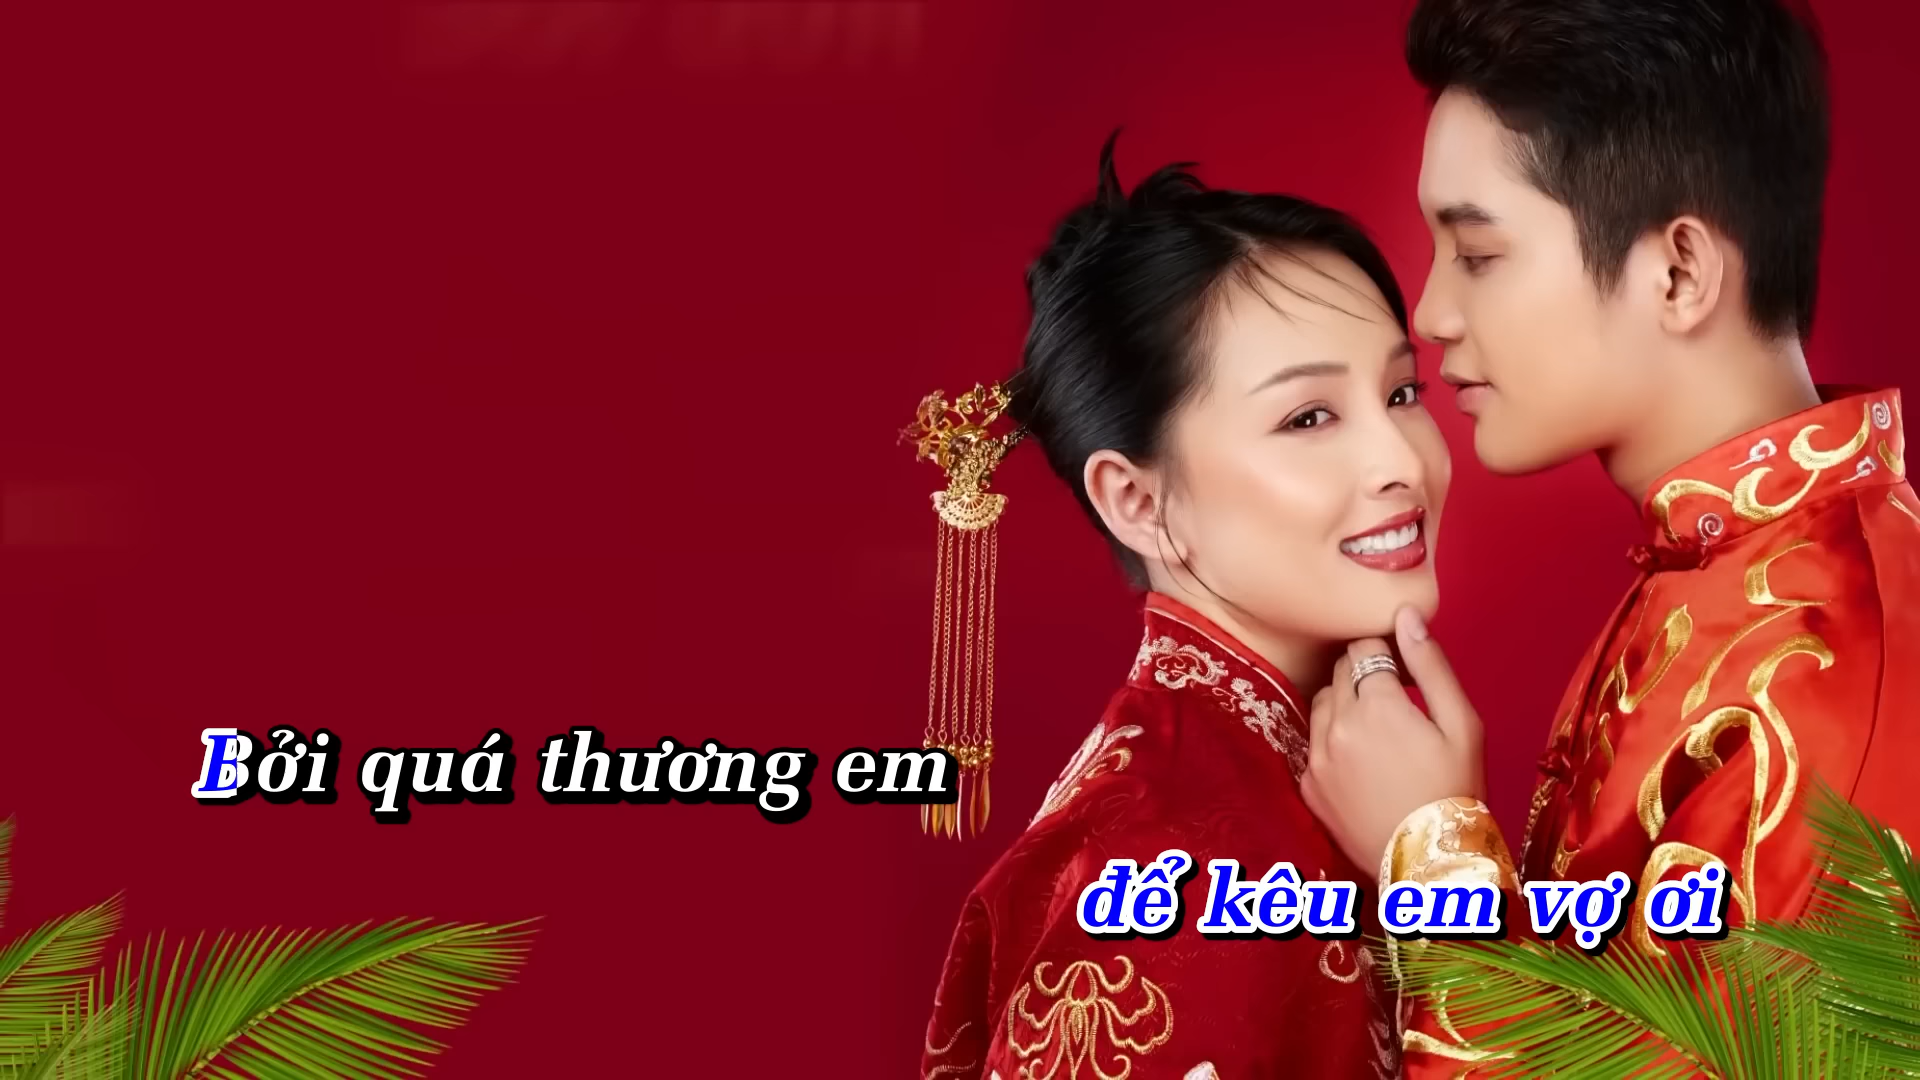 Bởi quá thương em
để kêu em vợ ơi